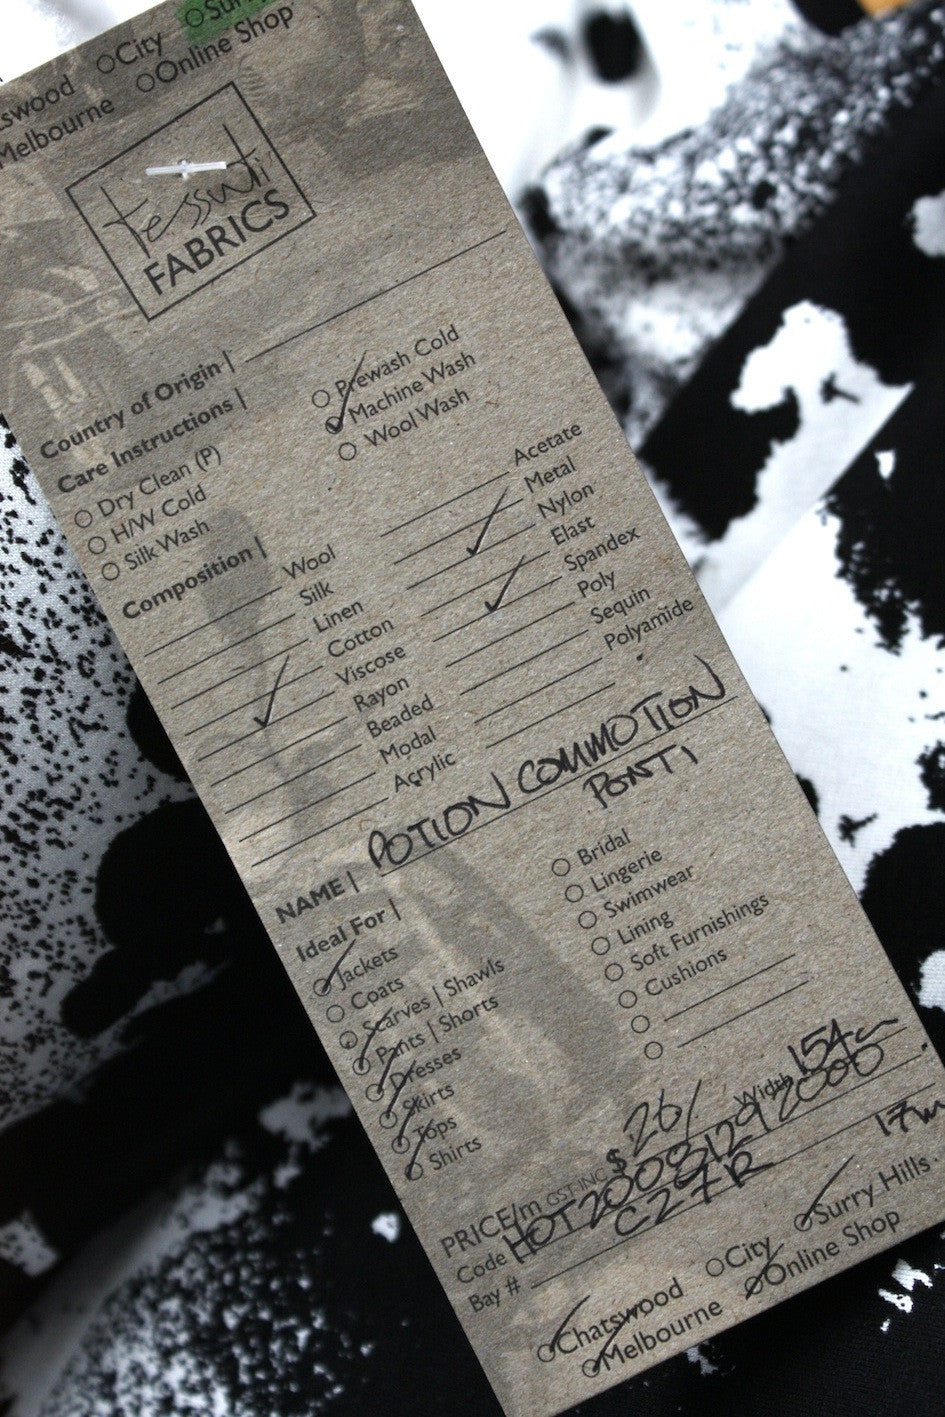 City
Online Shop
Melbourne
tessuti
FABRICS
Country of Origin |
Care Instructions |
Prewash Cold
Machine Wash
Wool Wash
Dry Clean (P)
H/W Cold
Silk Wash
Composition |
Wool
Silk
Linen
Cotton
Viscose
Rayon
Beaded
Modal
Acrylic
Acetate
Metal
Nylon
Elast
Spandex
Poly
Sequin
Polyamide
NAME | POTION COMMOTION
PONTI
Ideal For |
Jackets
Coats
Scarves | Shawls
Pants | Shorts
Dresses
Skirts
Tops
Shirts
Bridal
Lingerie
Swimwear
Lining
Soft Furnishings
Cushions
PRICE/m GST INC $ 26/ Width 154c
Code HOT20081292000
Bay # C27R 17m
Chatswood City Surry Hills
Melbourne Online Shop